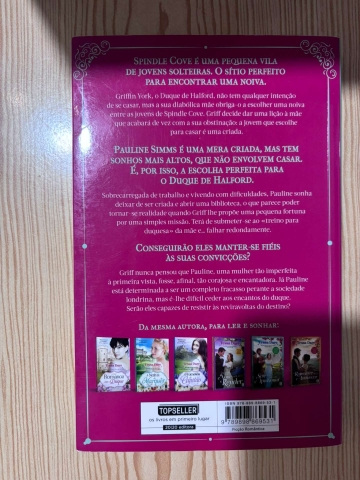 SPINDLE COVE É UMA PEQUENA VILA
DE JOVENS SOLTEIRAS. O SÍTIO PERFEITO
PARA ENCONTRAR UMA NOIVA.
Griffin York, o Duque de Halford, não tem qualquer intenção
de se casar, mas a sua diabólica mãe obriga-o a escolher uma noiva
entre as jovens de Spindle Cove. Griff decide dar uma lição à mãe
que acabará de vez com a sua obstinação: a jovem que escolhe
para casar é uma criada.
PAULINE SIMMS É UMA MERA CRIADA, MAS TEM
SONHOS MAIS ALTOS, QUE NÃO ENVOLVEM CASAR.
É, POR ISSO, A ESCOLHA PERFEITA PARA
O DUQUE DE HALFORD.
Sobrecarregada de trabalho e vivendo com dificuldades, Pauline sonha
deixar de ser criada e abrir uma biblioteca, o que parece poder
tornar-se realidade quando Griff lhe propõe uma pequena fortuna
por uma simples missão. Terá de submeter-se ao «treino para
duquesa» da mãe e... falhar redondamente.
CONSEGUIRÃO ELES MANTER-SE FIÉIS
ÀS SUAS CONVICÇÕES?
Griff nunca pensou que Pauline, uma mulher tão imperfeita
à primeira vista, fosse, afinal, tão corajosa e encantadora. Já Pauline
está determinada a ser um completo fracasso perante a sociedade
londrina, mas é-lhe difícil ceder aos encantos do duque.
Serão eles capazes de resistir às reviravoltas do destino?
DA MESMA AUTORA, PARA LER E SONHAR!
TOPSELLER
os livros em primeiro lugar
20|20 editora
9 789898 869531
Ficção Romântica